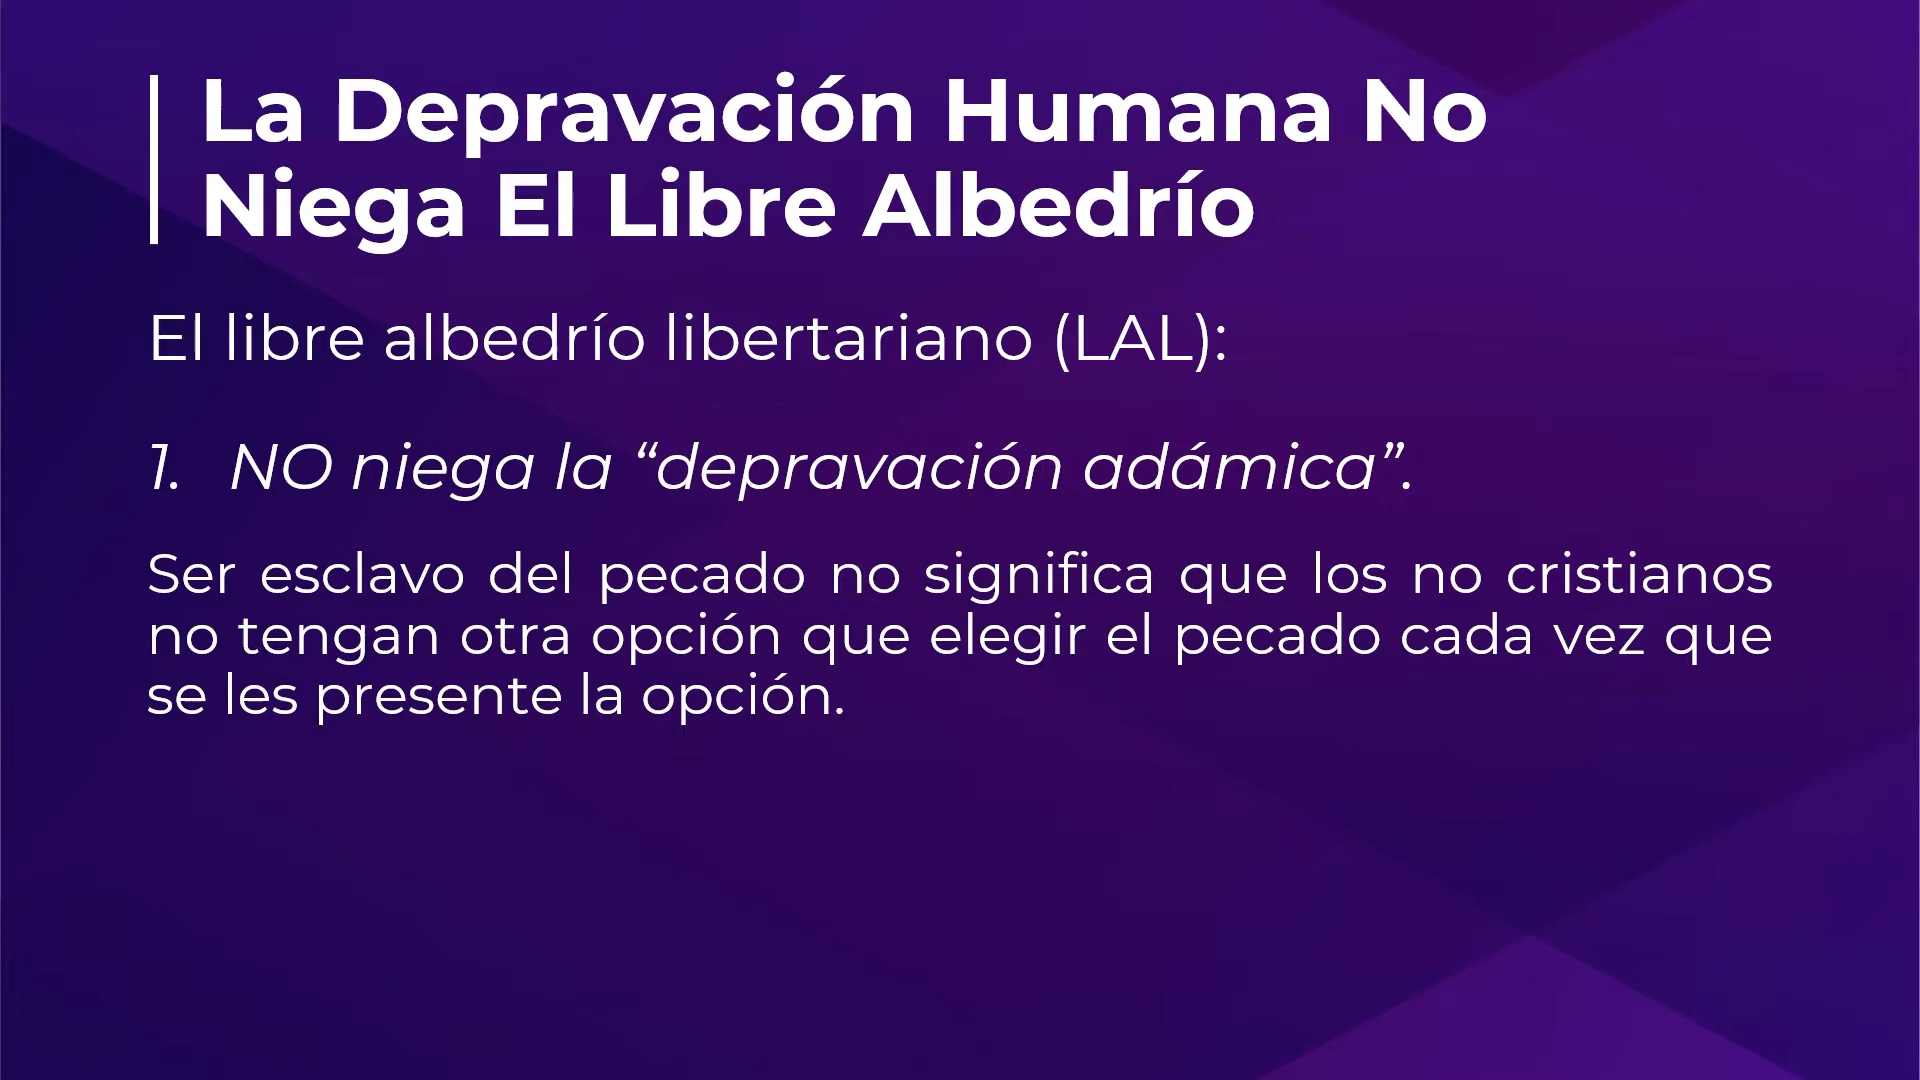 La Depravación Humana No
Niega El Libre Albedrío
El libre albedrío libertariano (LAL):
1. NO niega la “depravación adámica”.
Ser esclavo del pecado no significa que los no cristianos
no tengan otra opción que elegir el pecado cada vez que
se les presente la opción.